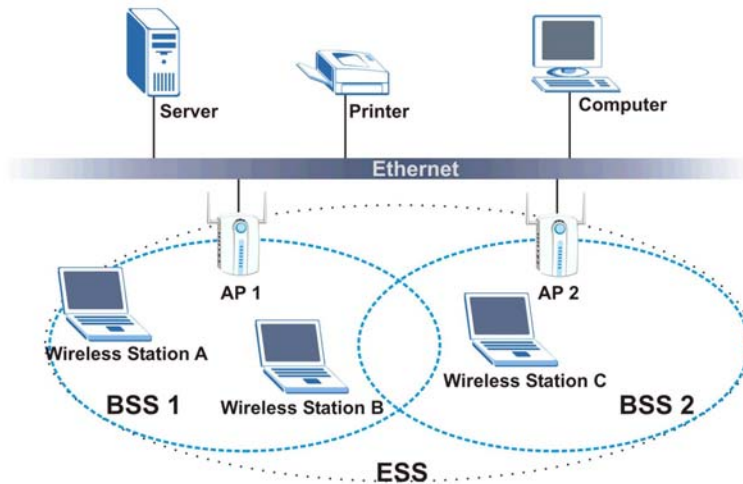 Server
Printer
Computer
Ethernet
AP 1
AP 2
Wireless Station A
Wireless Station B
Wireless Station C
BSS 1
BSS 2
ESS